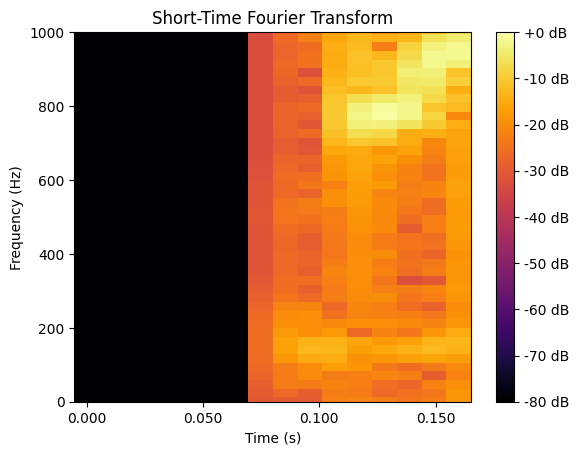 Short-Time Fourier Transform
Frequency (Hz)
1000
800
600
400
200
0
0.000
0.050
0.100
0.150
Time (s)
+0 dB
-10 dB
-20 dB
-30 dB
-40 dB
-50 dB
-60 dB
-70 dB
-80 dB